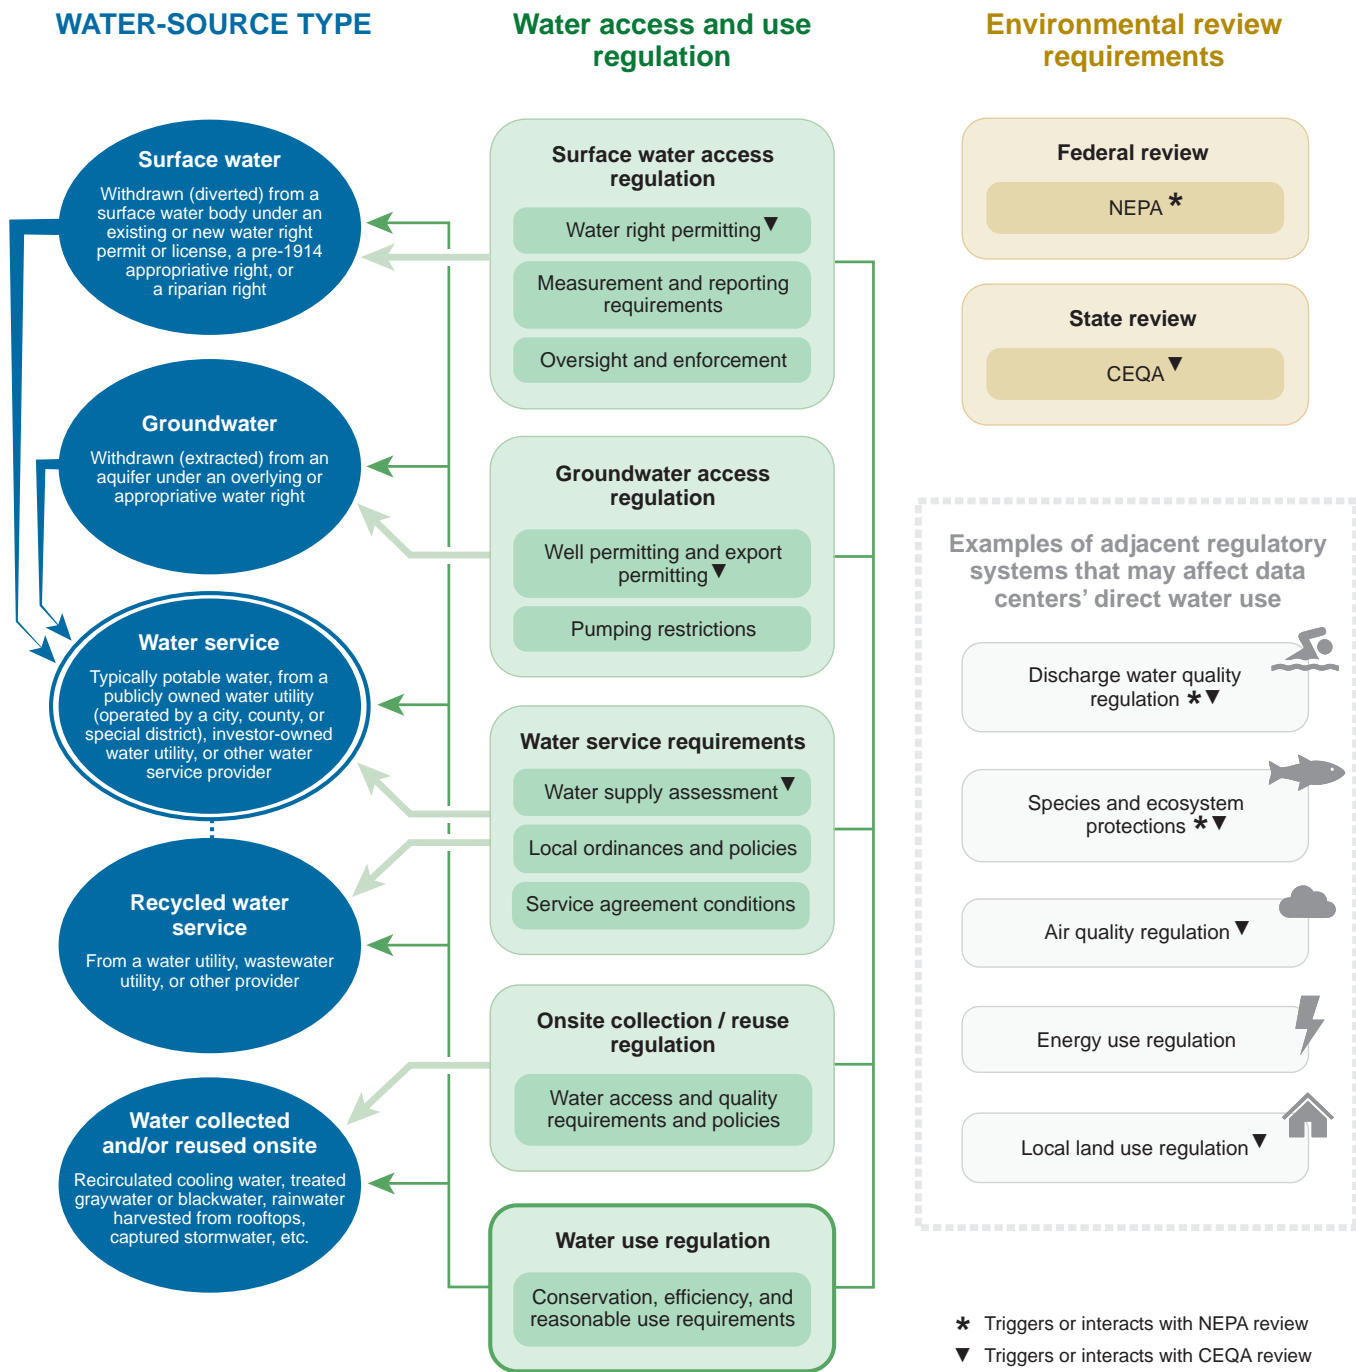 WATER-SOURCE TYPE
Surface water
Withdrawn (diverted) from a
surface water body under an
existing or new water right
permit or license, a pre-1914
appropriative right, or
a riparian right
Groundwater
Withdrawn (extracted) from an
aquifer under an overlying or
appropriative water right
Water service
Typically potable water, from a
publicly owned water utility
(operated by a city, county, or
special district), investor-owned
water utility, or other water
service provider
Recycled water
service
From a water utility, wastewater
utility, or other provider
Water collected
and/or reused onsite
Recirculated cooling water, treated
graywater or blackwater, rainwater
harvested from rooftops,
captured stormwater, etc.
Water access and use
regulation
Surface water access
regulation
Water right permitting▼
Measurement and reporting
requirements
Oversight and enforcement
Groundwater access
regulation
Well permitting and export
permitting▼
Pumping restrictions
Water service requirements
Water supply assessment▼
Local ordinances and policies
Service agreement conditions
Onsite collection / reuse
regulation
Water access and quality
requirements and policies
Water use regulation
Conservation, efficiency, and
reasonable use requirements
Environmental review
requirements
Federal review
NEPA *
State review
CEQA ▼
Examples of adjacent regulatory
systems that may affect data
centers’ direct water use
Discharge water quality
regulation *▼
Species and ecosystem
protections *▼
Air quality regulation ▼
Energy use regulation
Local land use regulation ▼
* Triggers or interacts with NEPA review
▼ Triggers or interacts with CEQA review